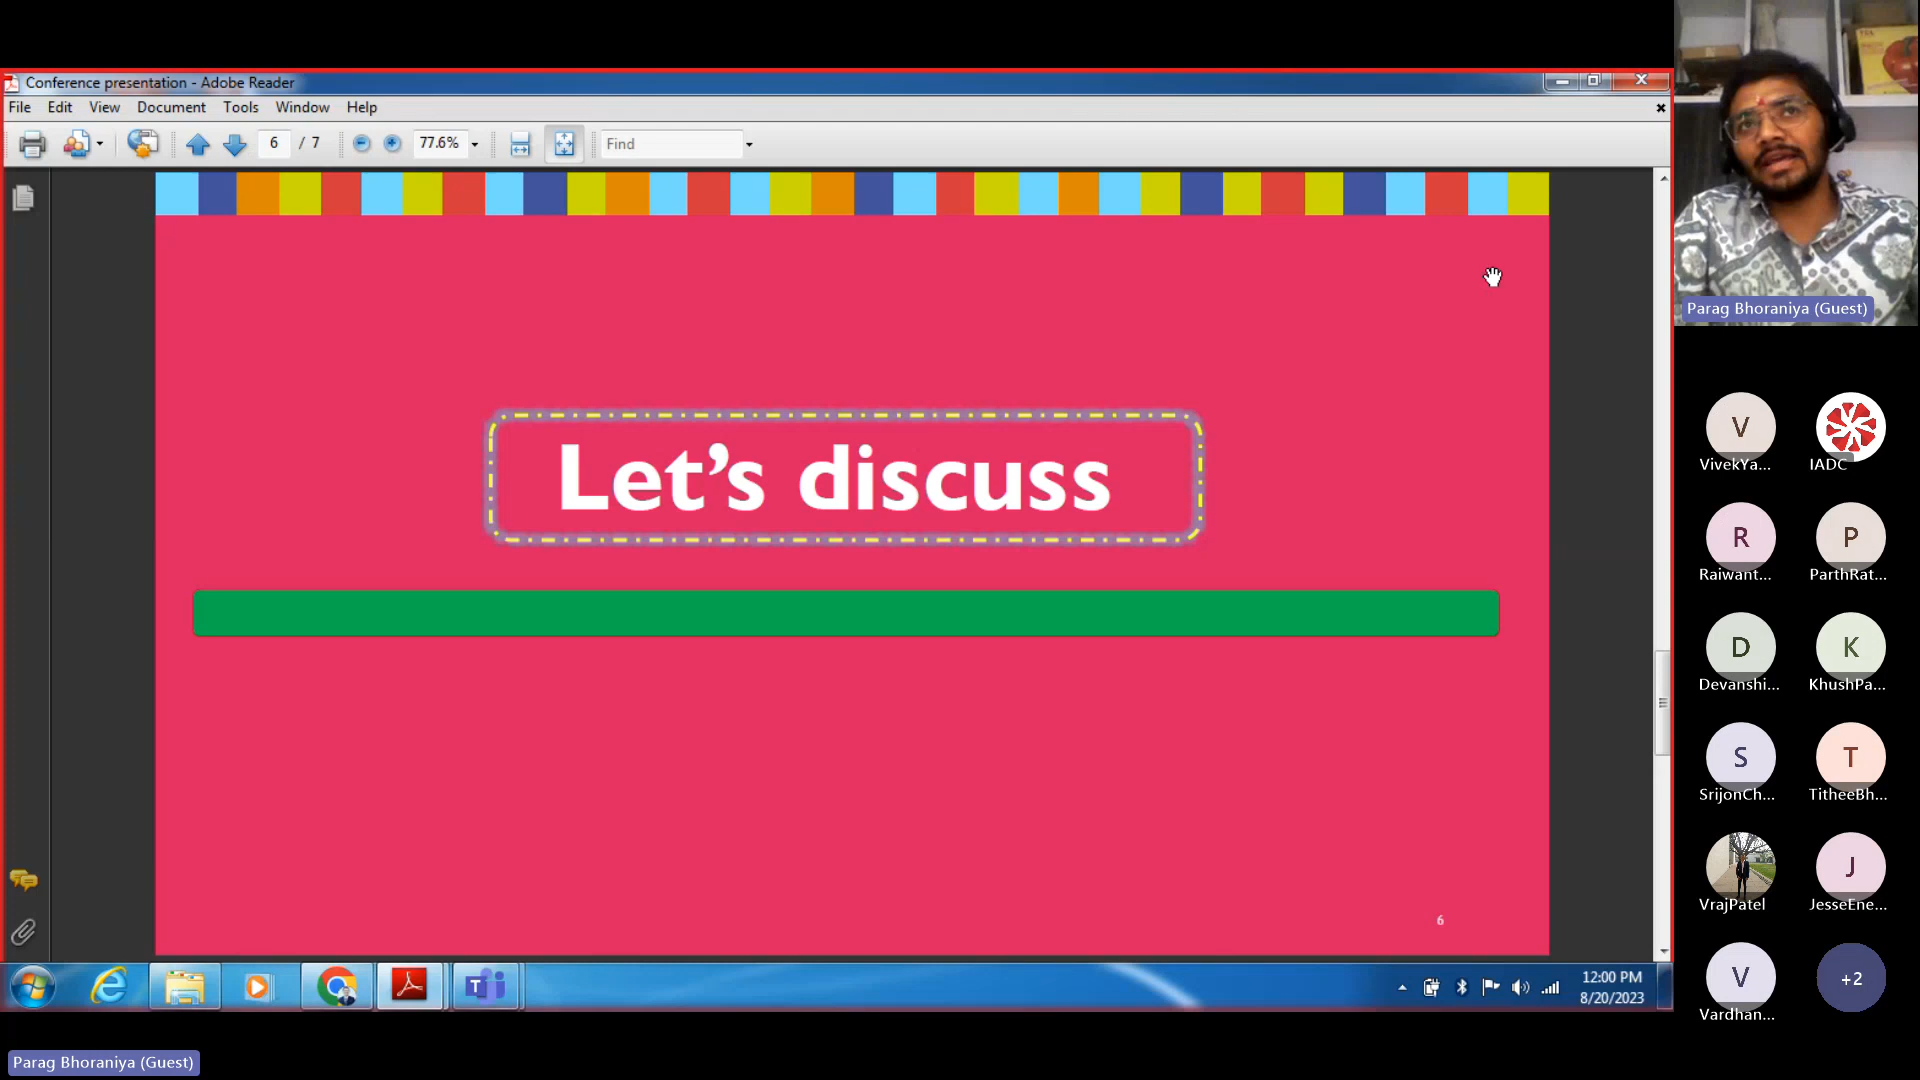 Conference presentation - Adobe Reader
File Edit View Document Tools Window Help
6 / 7 77.6% Find
Let's discuss
6
12:00 PM
8/20/2023
Parag Bhoraniya (Guest)
Parag Bhoraniya (Guest)
V
VivekYa...
IADC
R
Raiwant...
P
ParthRat...
D
Devanshi...
K
KhushPa...
S
SrijonCh...
T
TitheeBh...
VrajPatel
J
JesseEne...
V
Vardhan...
+2